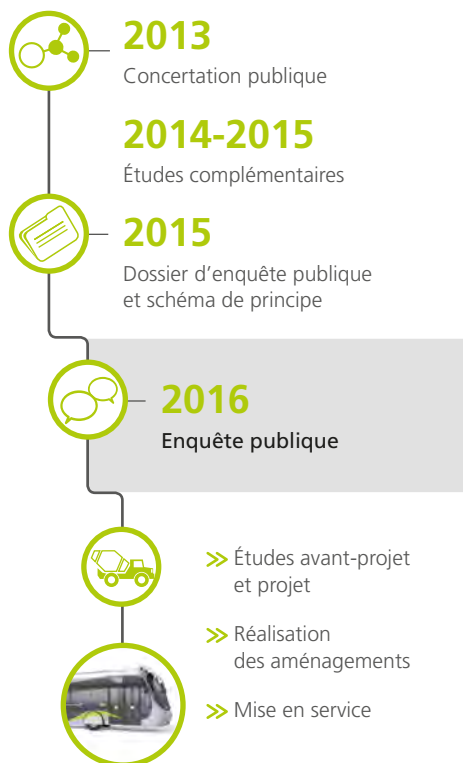 2013
Concertation publique
2014-2015
Études complémentaires
2015
Dossier d'enquête publique
et schéma de principe
2016
Enquête publique
Études avant-projet
et projet
Réalisation
des aménagements
Mise en service